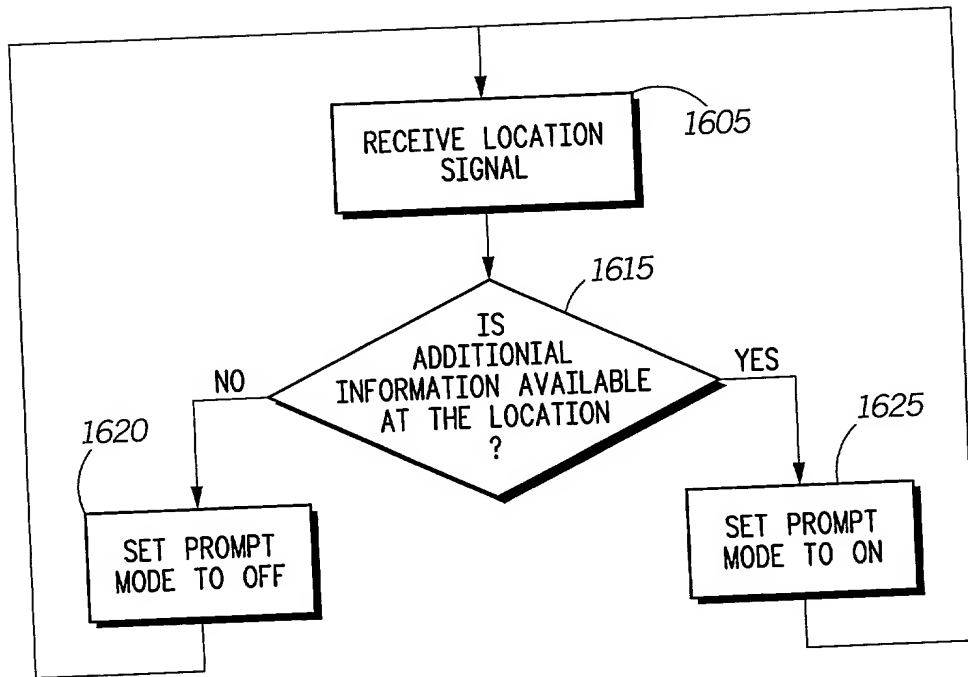 RECEIVE LOCATION
SIGNAL
1605
1615
IS
ADDITIONIAL
INFORMATION AVAILABLE
AT THE LOCATION
?
NO
YES
1620
SET PROMPT
MODE TO OFF
1625
SET PROMPT
MODE TO ON